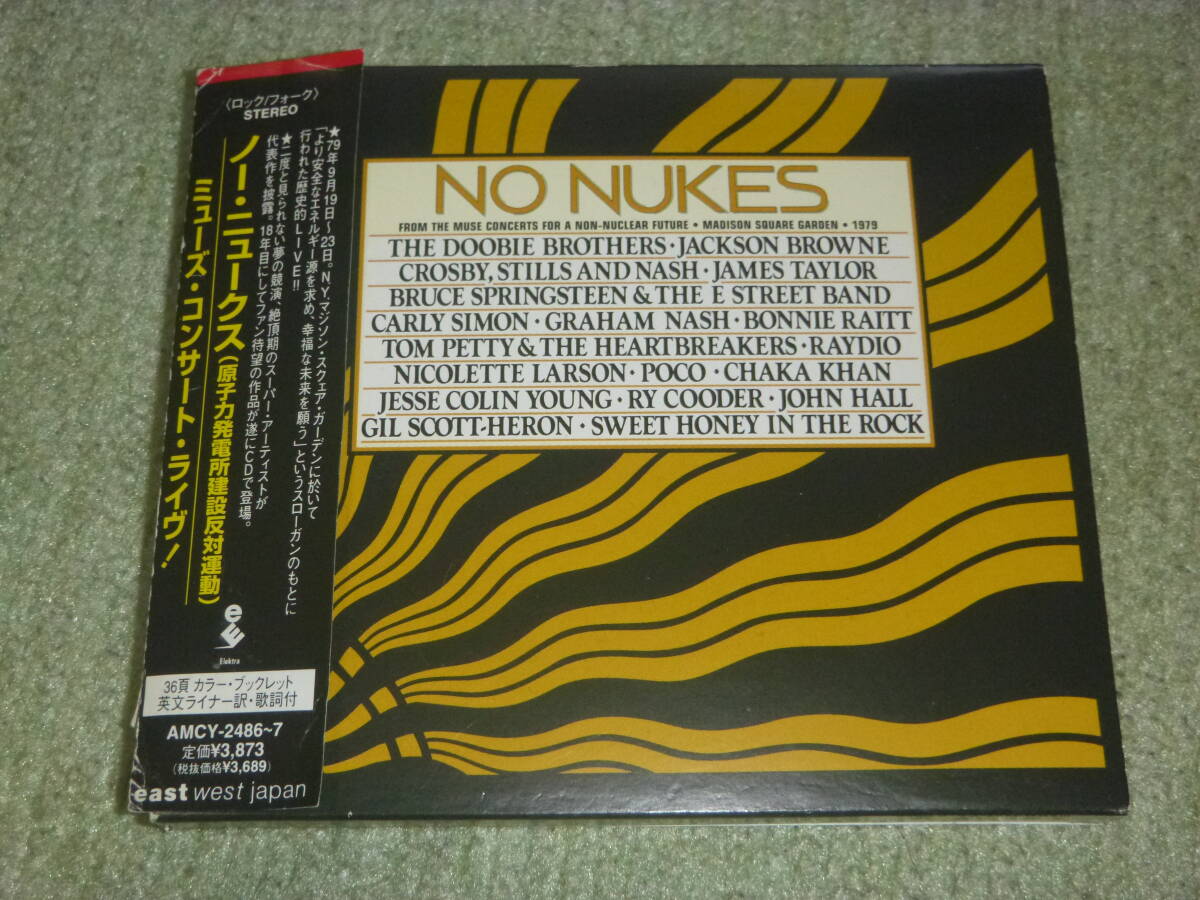 〈ロック/フォーク〉
STEREO
★79年9月19日〜23日。N.Y.マジソン・スクェア・ガーデンに於いて
「より安全なエネルギー源を求め、幸福な未来を願う」というスローガンのもとに
行われた歴史的LIVE!!
★二度と見られない夢の競演、絶頂期のスーパー・アーティストが
代表作を披露。18年目にしてファン待望の作品が遂にCDで登場。
ノー・ニュークス(原子力発電所建設反対運動)
ミューズ・コンサート・ライヴ!
Elektra
36頁 カラー・ブックレット
英文ライナー訳・歌詞付
AMCY-2486~7
定価¥3,873
(税抜価格¥3,689)
east west japan
NO NUKES
FROM THE MUSE CONCERTS FOR A NON-NUCLEAR FUTURE • MADISON SQUARE GARDEN • 1979
THE DOOBIE BROTHERS · JACKSON BROWNE
CROSBY, STILLS AND NASH · JAMES TAYLOR
BRUCE SPRINGSTEEN & THE E STREET BAND
CARLY SIMON · GRAHAM NASH · BONNIE RAITT
TOM PETTY & THE HEARTBREAKERS · RAYDIO
NICOLETTE LARSON · POCO · CHAKA KHAN
JESSE COLIN YOUNG · RY COODER · JOHN HALL
GIL SCOTT-HERON · SWEET HONEY IN THE ROCK